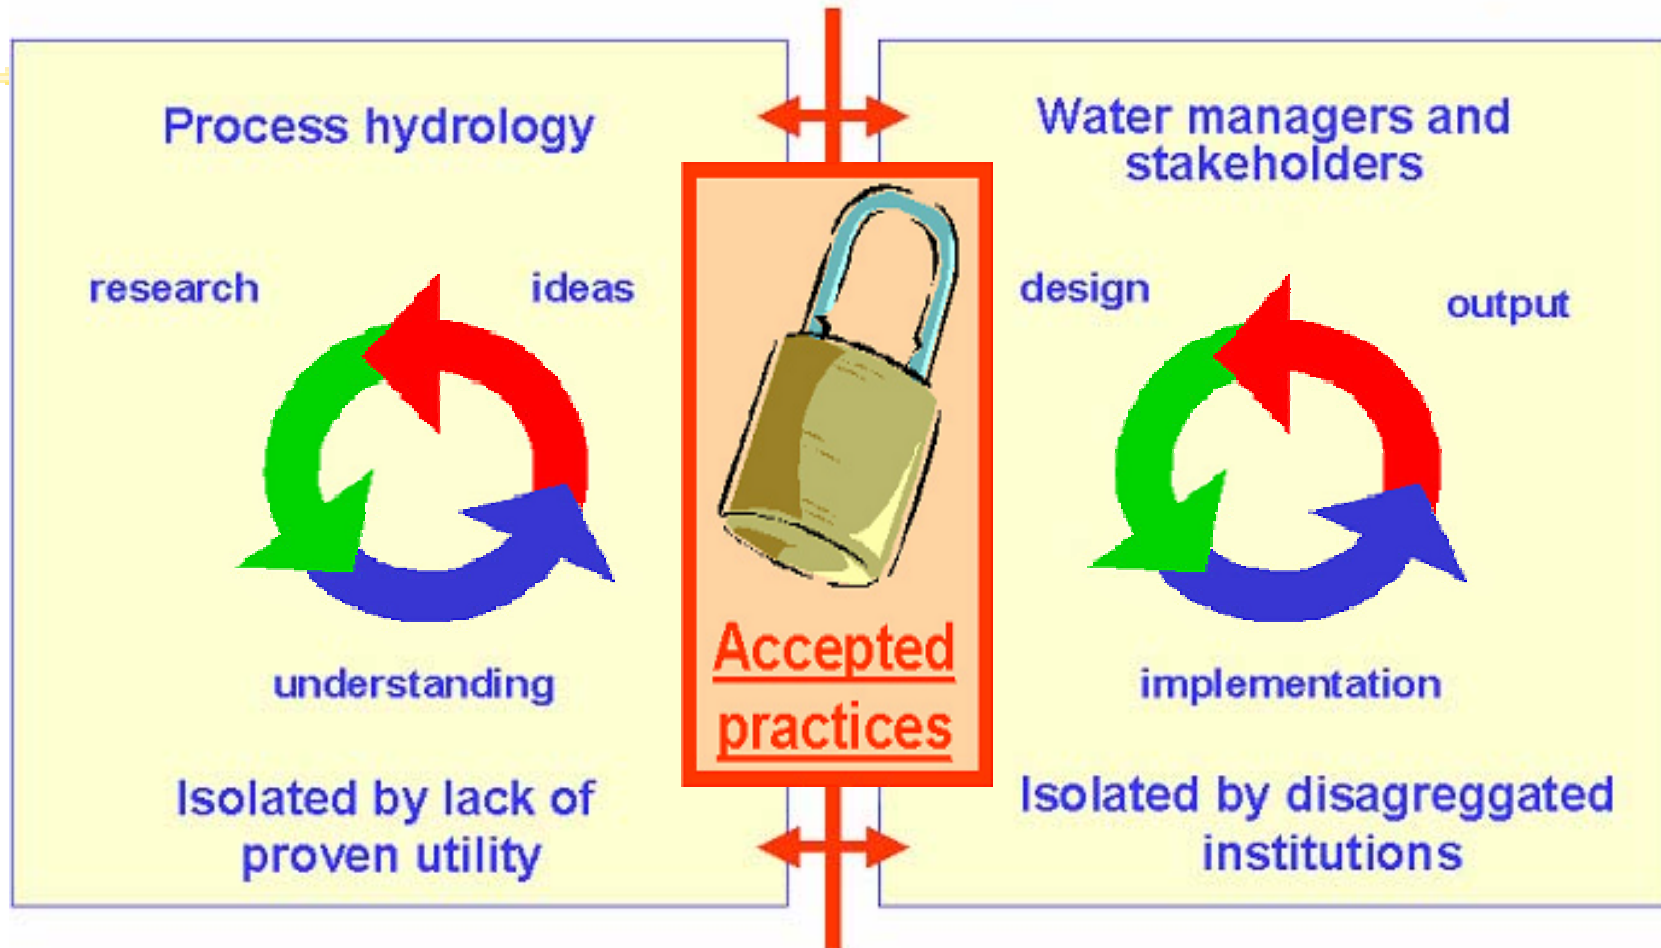 Process hydrology
research
ideas
understanding
Isolated by lack of
proven utility
Accepted
practices
Water managers and
stakeholders
design
output
implementation
Isolated by disagreggated
institutions